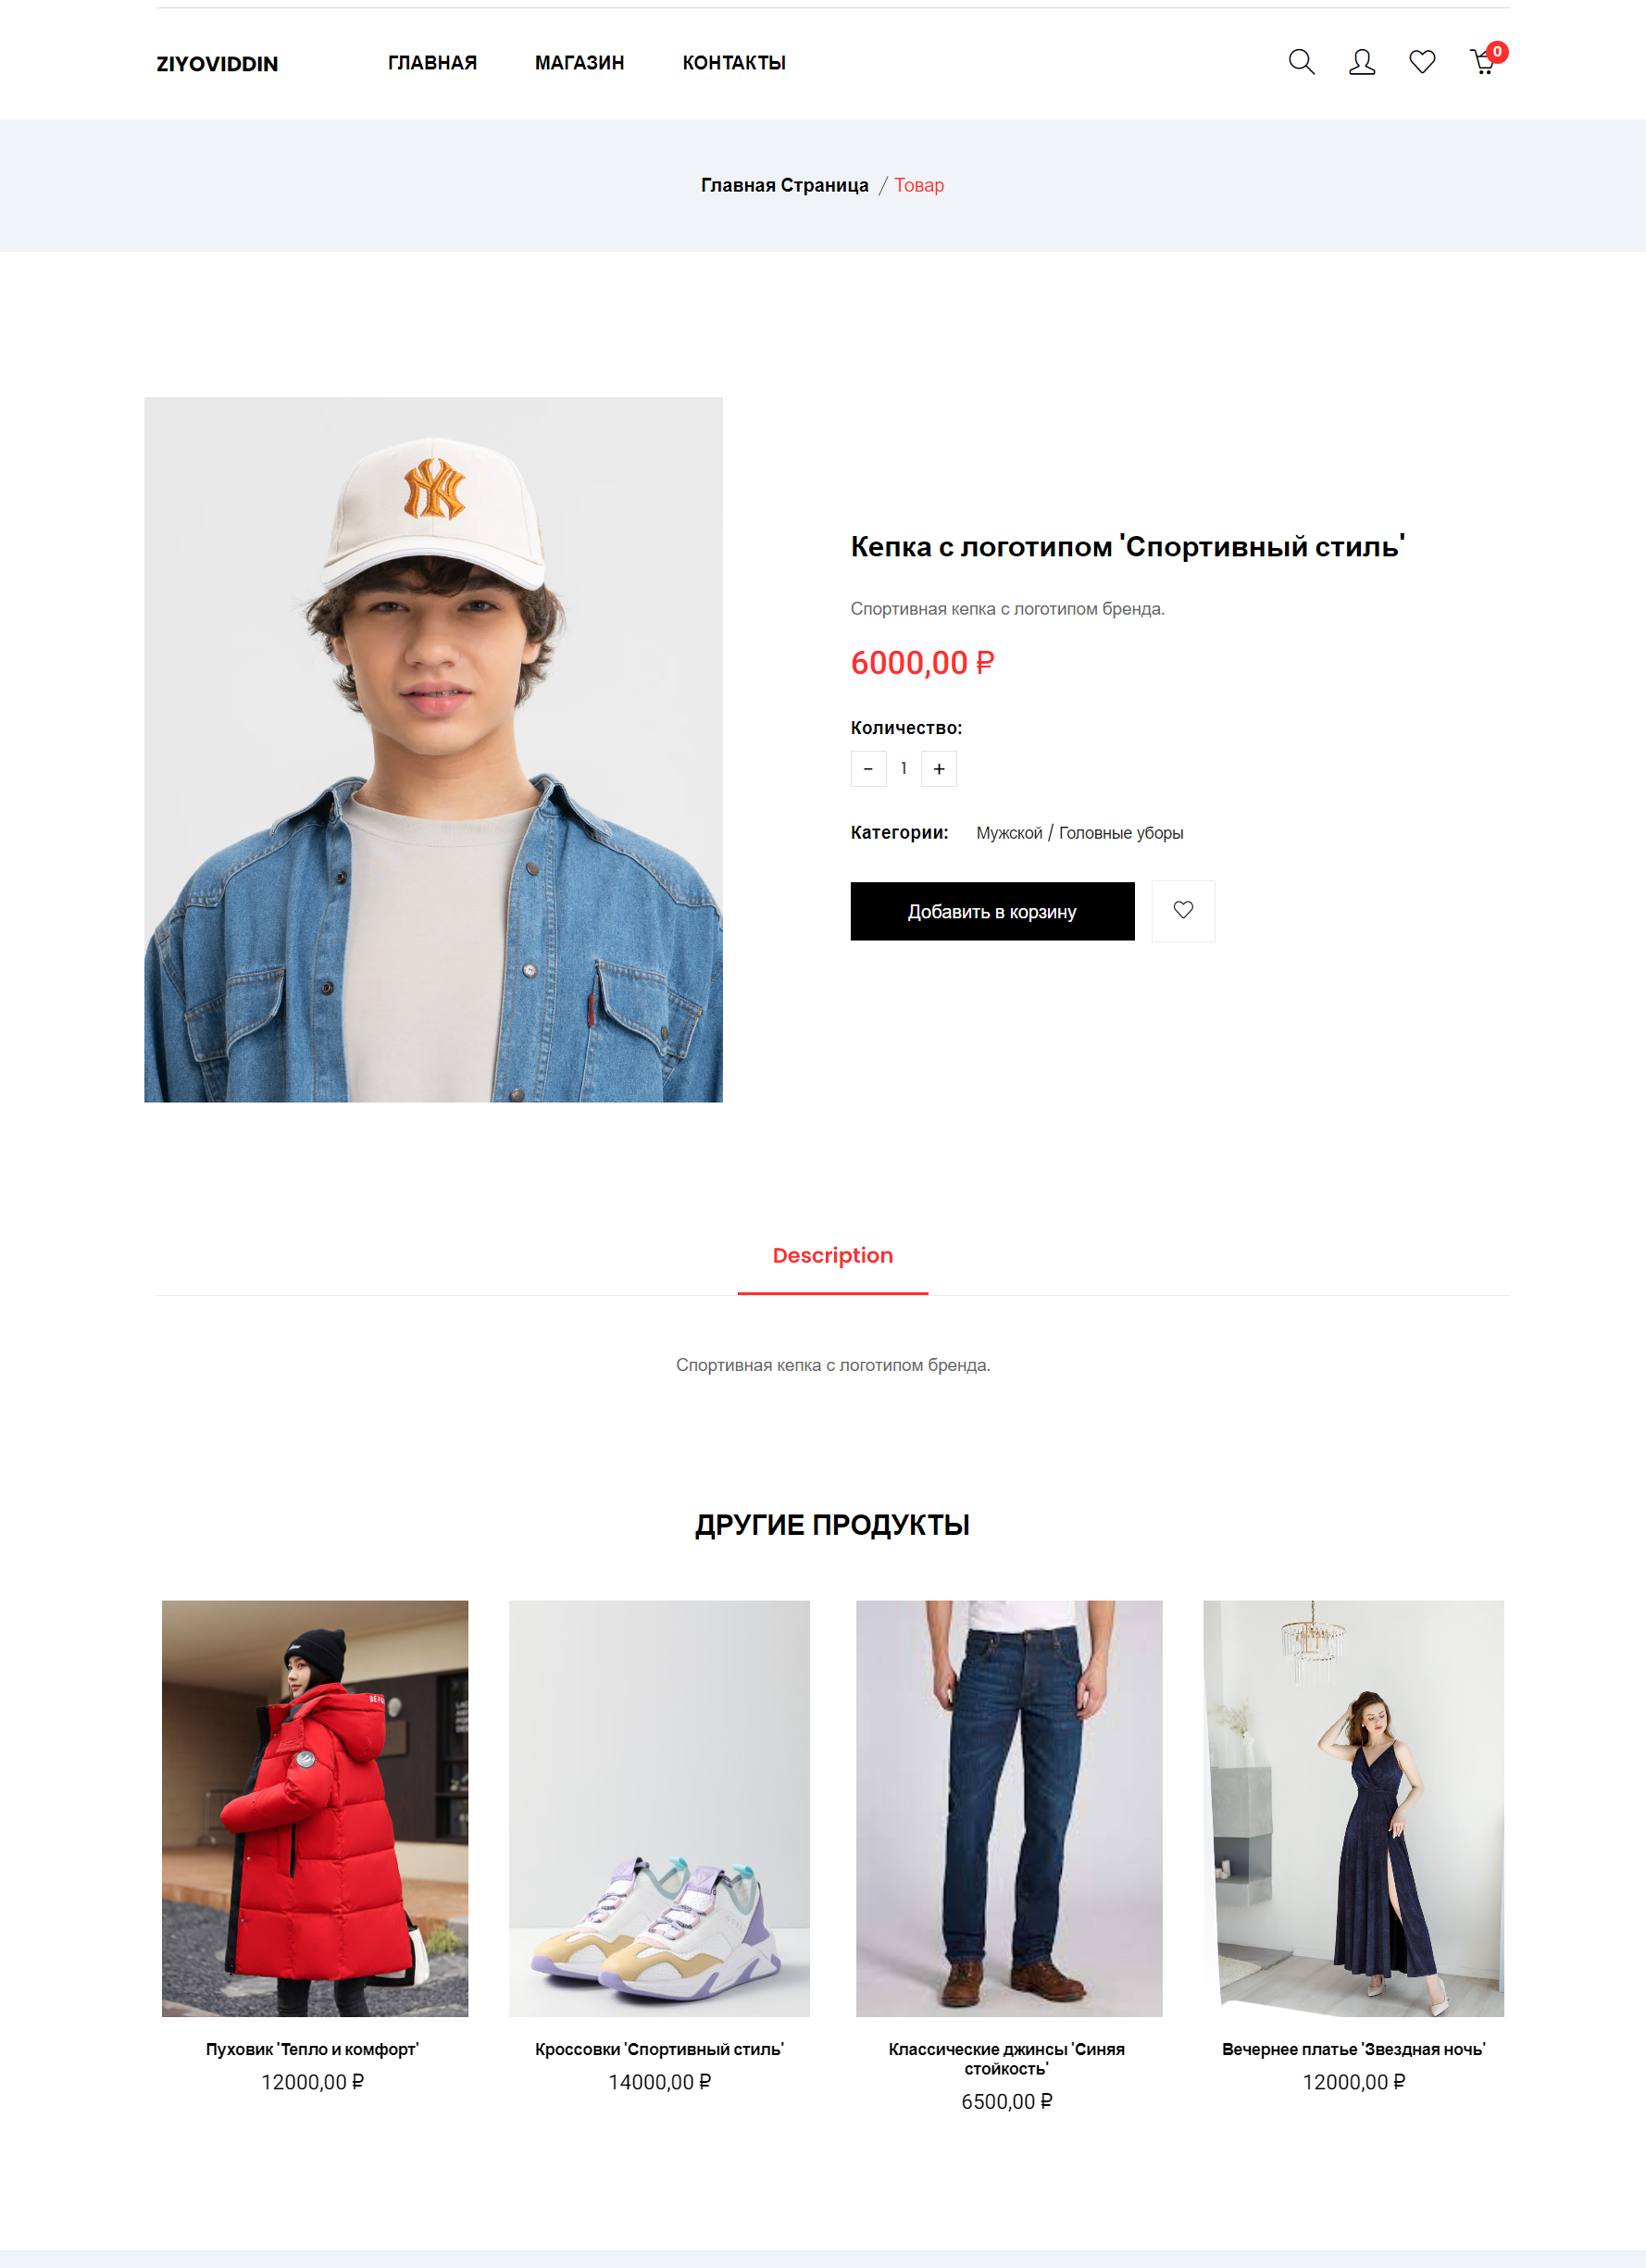 ZIYOVIDDIN
ГЛАВНАЯ МАГАЗИН КОНТАКТЫ
0
Главная Страница / Товар
NY
Кепка с логотипом 'Спортивный стиль'
Спортивная кепка с логотипом бренда.
6000,00 ₽
Количество:
- 1 +
Категории: Мужской / Головные уборы
Добавить в корзину
Description
Спортивная кепка с логотипом бренда.
ДРУГИЕ ПРОДУКТЫ
Пуховик 'Тепло и комфорт'
12000,00 ₽
Кроссовки 'Спортивный стиль'
14000,00 ₽
Классические джинсы 'Синяя
стойкость'
6500,00 ₽
Вечернее платье 'Звездная ночь'
12000,00 ₽